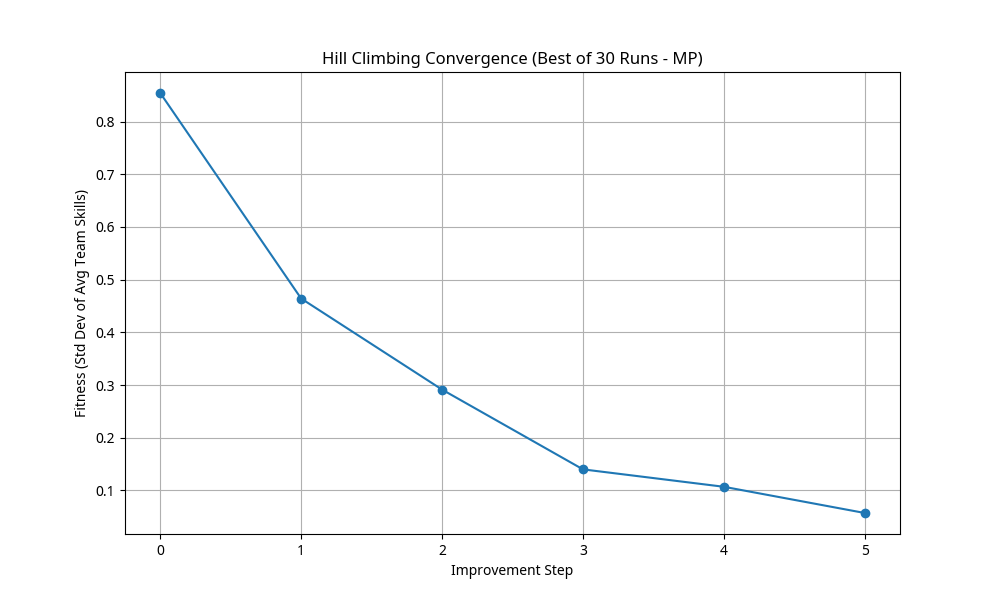 Hill Climbing Convergence (Best of 30 Runs - MP)
Fitness (Std Dev of Avg Team Skills)
0.8
0.7
0.6
0.5
0.4
0.3
0.2
0.1
0 1 2 3 4 5
Improvement Step